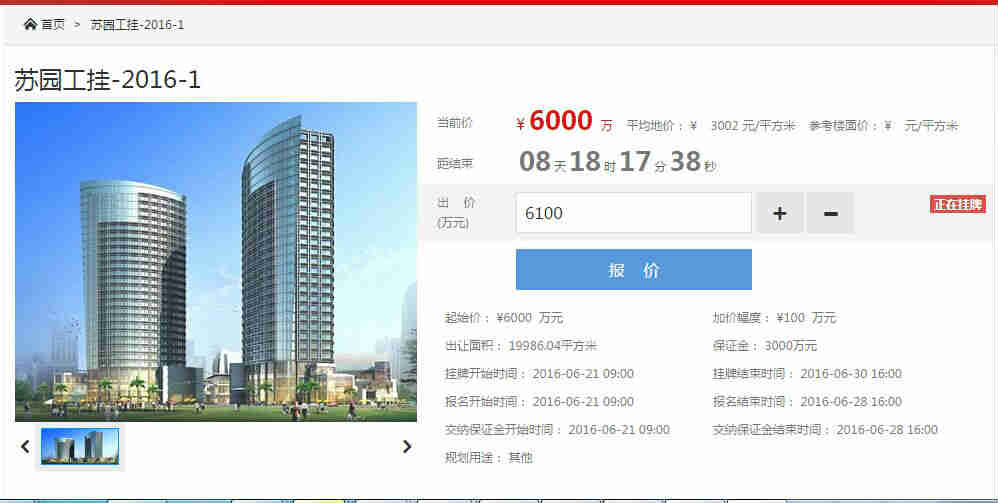 首页 > 苏园工挂-2016-1
苏园工挂-2016-1
当前价 ¥ 6000 万 平均地价：¥ 3002 元/平方米 参考楼面价：¥ 元/平方米
距结束 08 天 18 时 17 分 38 秒
出 价 6100 + - 正在挂牌
(万元)
报 价
起始价： ¥6000 万元 加价幅度： ¥100 万元
出让面积： 19986.04平方米 保证金： 3000万元
挂牌开始时间： 2016-06-21 09:00 挂牌结束时间： 2016-06-30 16:00
报名开始时间： 2016-06-21 09:00 报名结束时间： 2016-06-28 16:00
交纳保证金开始时间： 2016-06-21 09:00 交纳保证金结束时间： 2016-06-28 16:00
规划用途： 其他